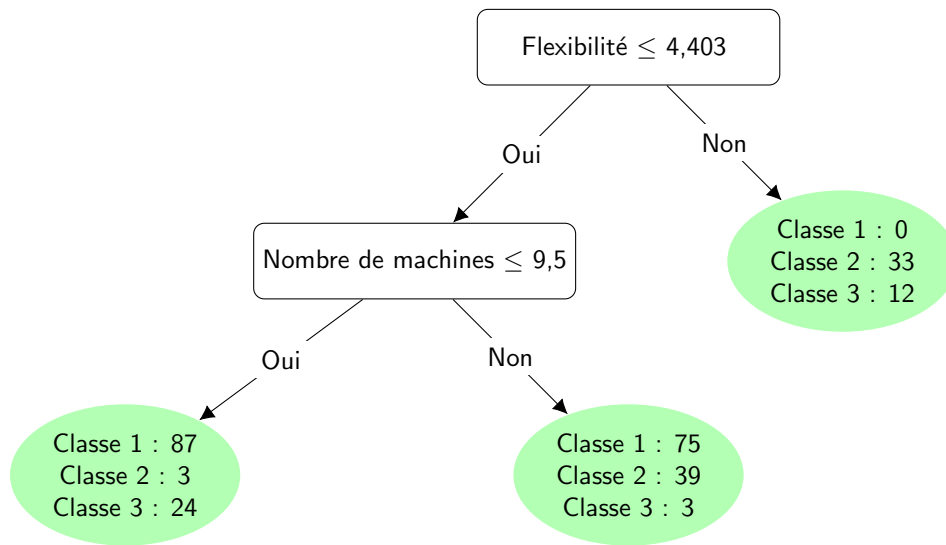 Flexibilité ≤ 4,403
Oui
Non
Classe 1 : 0
Classe 2 : 33
Classe 3 : 12
Nombre de machines ≤ 9,5
Oui
Non
Classe 1 : 87
Classe 2 : 3
Classe 3 : 24
Classe 1 : 75
Classe 2 : 39
Classe 3 : 3